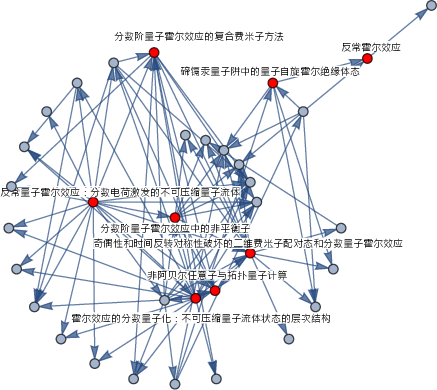 分数阶量子霍尔效应的复合费米子方法
反常霍尔效应
碲镉汞量子阱中的量子自旋霍尔绝缘体态
反常量子霍尔效应：分数电荷激发的不可压缩量子流体
分数阶量子霍尔效应中的非平衡子
奇偶性和时间反转对称性破坏的二维费米子配对态和分数量子霍尔效应
非阿贝尔任意子与拓扑量子计算
霍尔效应的分数量子化：不可压缩量子流体状态的层次结构